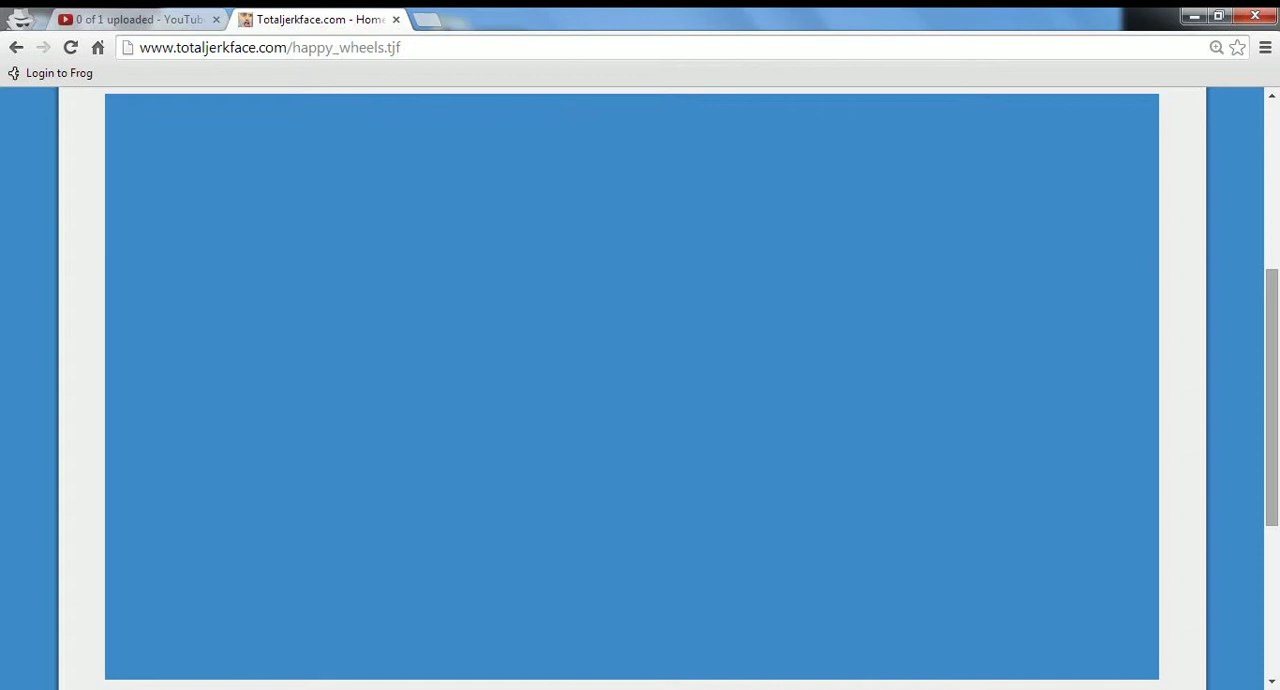 0 of 1 uploaded - YouTub
Totaljerkface.com - Hom
www.totaljerkface.com/happy_wheels.tjf
Login to Frog